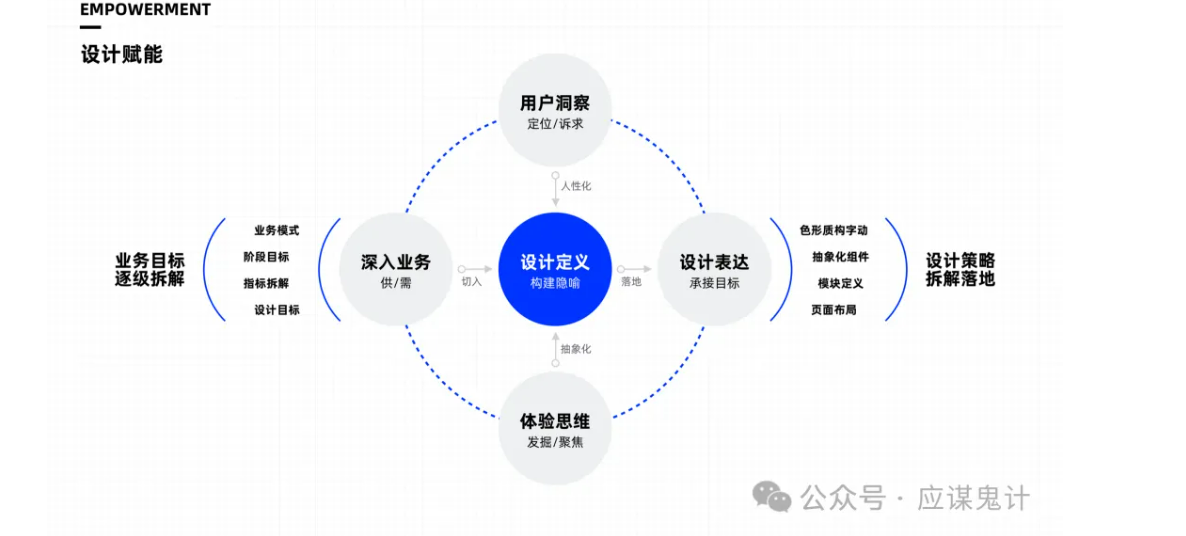 EMPOWERMENT
设计赋能
用户洞察
定位/诉求
人性化
业务目标
逐级拆解
业务模式
阶段目标
指标拆解
设计目标
深入业务
供/需
切入
设计定义
构建隐喻
落地
设计表达
承接目标
色形质构字动
抽象化组件
模块定义
页面布局
设计策略
拆解落地
抽象化
体验思维
发掘/聚焦
公众号 · 应谋鬼计